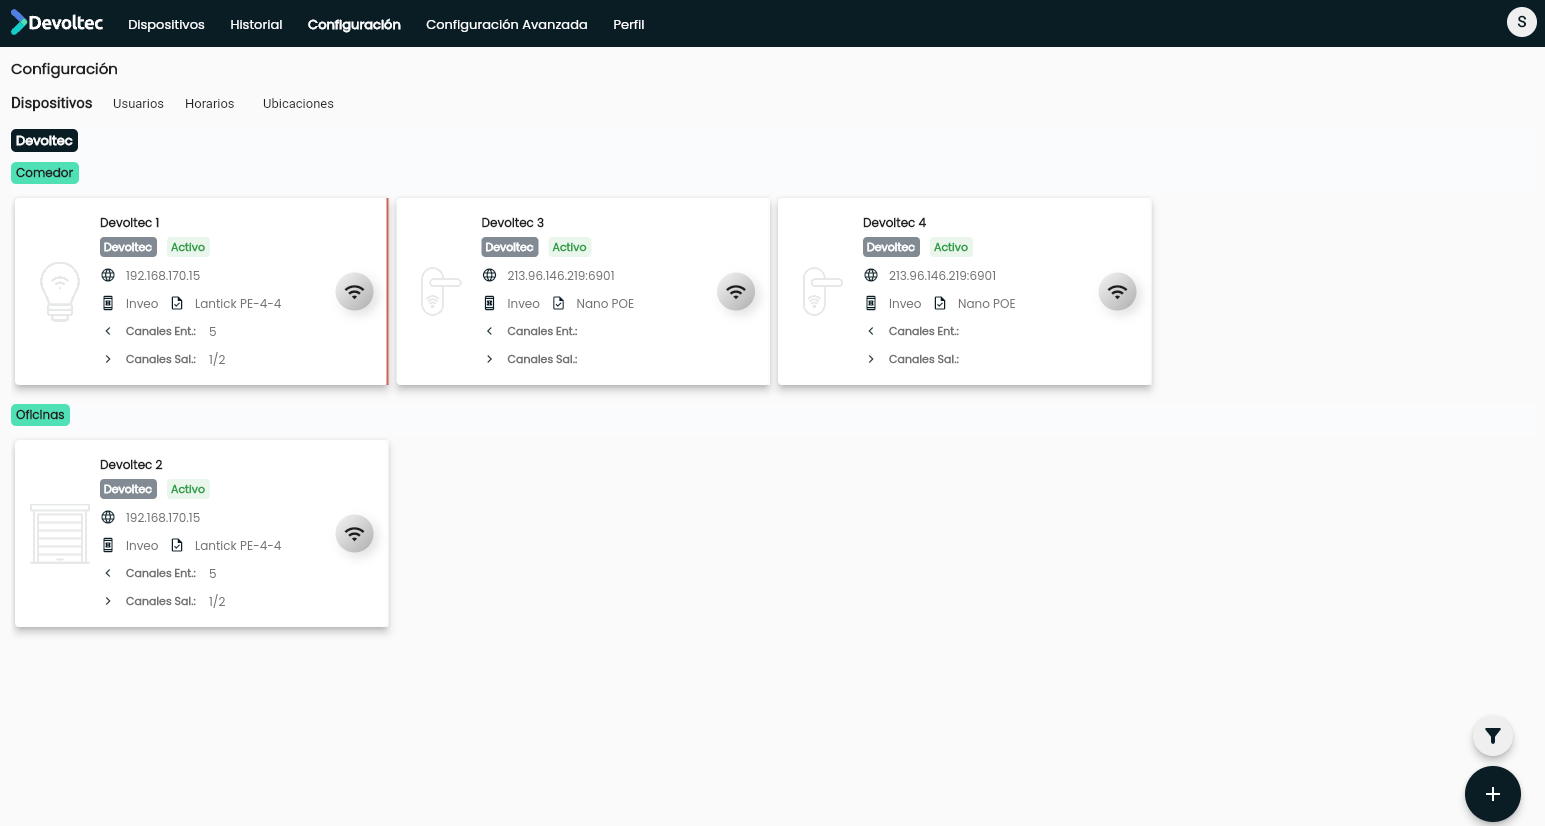 Devoltec Dispositivos Historial Configuración Configuración Avanzada Perfil S
Configuración
Dispositivos Usuarios Horarios Ubicaciones
Devoltec
Comedor
Devoltec 1
Devoltec Activo
192.168.170.15
Inveo Lantick PE-4-4
Canales Ent.: 5
Canales Sal.: 1/2
Devoltec 3
Devoltec Activo
213.96.146.219:6901
Inveo Nano POE
Canales Ent.:
Canales Sal.:
Devoltec 4
Devoltec Activo
213.96.146.219:6901
Inveo Nano POE
Canales Ent.:
Canales Sal.:
Oficinas
Devoltec 2
Devoltec Activo
192.168.170.15
Inveo Lantick PE-4-4
Canales Ent.: 5
Canales Sal.: 1/2